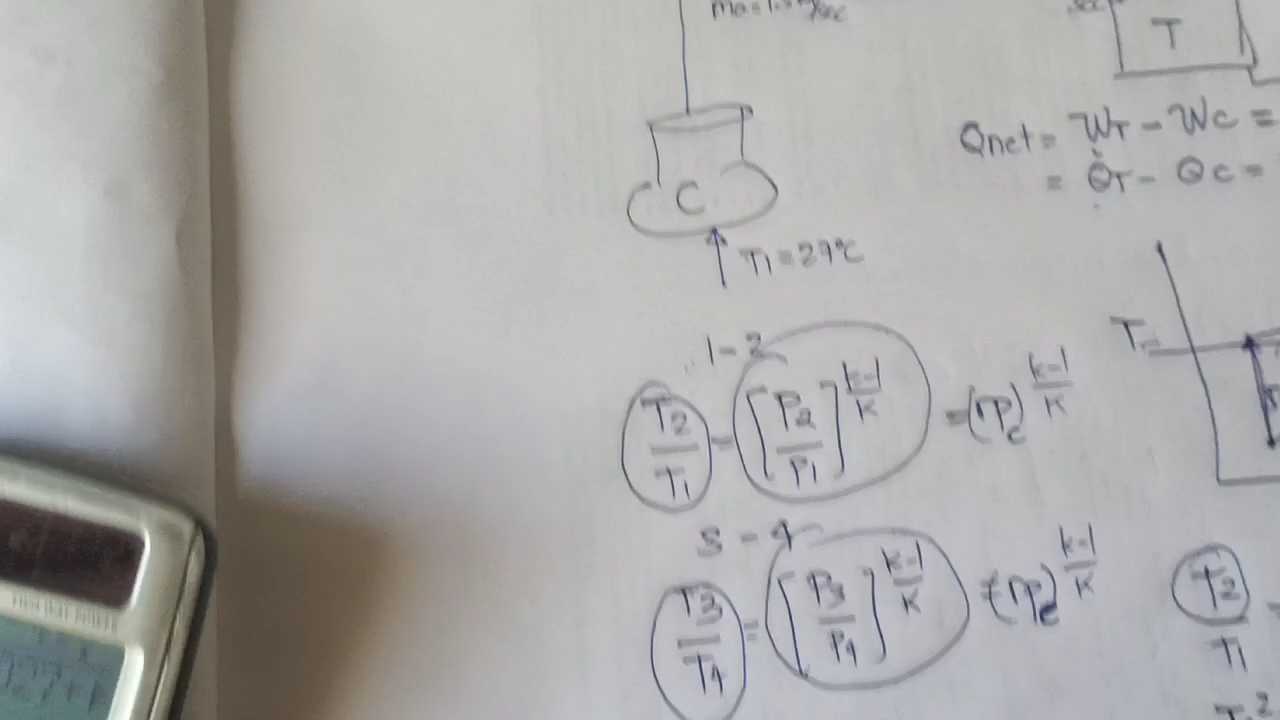 T
Qnet = WT - WC =
= QT - QC =
C
T1 = 27°C
1-2
T2/T1 = [P2/P1]^(k-1/K) = (rp)c^(k-1/K)
T
3-4
T3/T4 = [P3/P4]^(k-1/K) = (rp)e^(k-1/K)
T2/T1